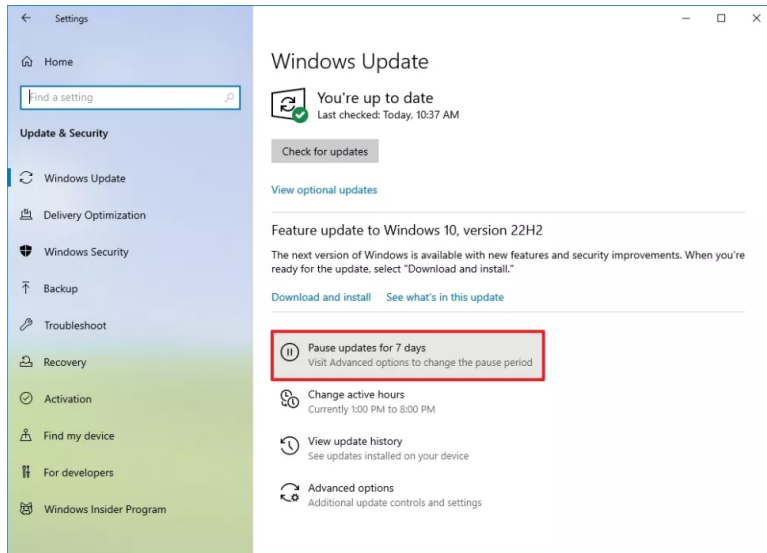 Settings
Home
Find a setting
Update & Security
Windows Update
Delivery Optimization
Windows Security
Backup
Troubleshoot
Recovery
Activation
Find my device
For developers
Windows Insider Program
Windows Update
You're up to date
Last checked: Today, 10:37 AM
Check for updates
View optional updates
Feature update to Windows 10, version 22H2
The next version of Windows is available with new features and security improvements. When you're
ready for the update, select "Download and install."
Download and install See what's in this update
Pause updates for 7 days
Visit Advanced options to change the pause period
Change active hours
Currently 1:00 PM to 8:00 PM
View update history
See updates installed on your device
Advanced options
Additional update controls and settings